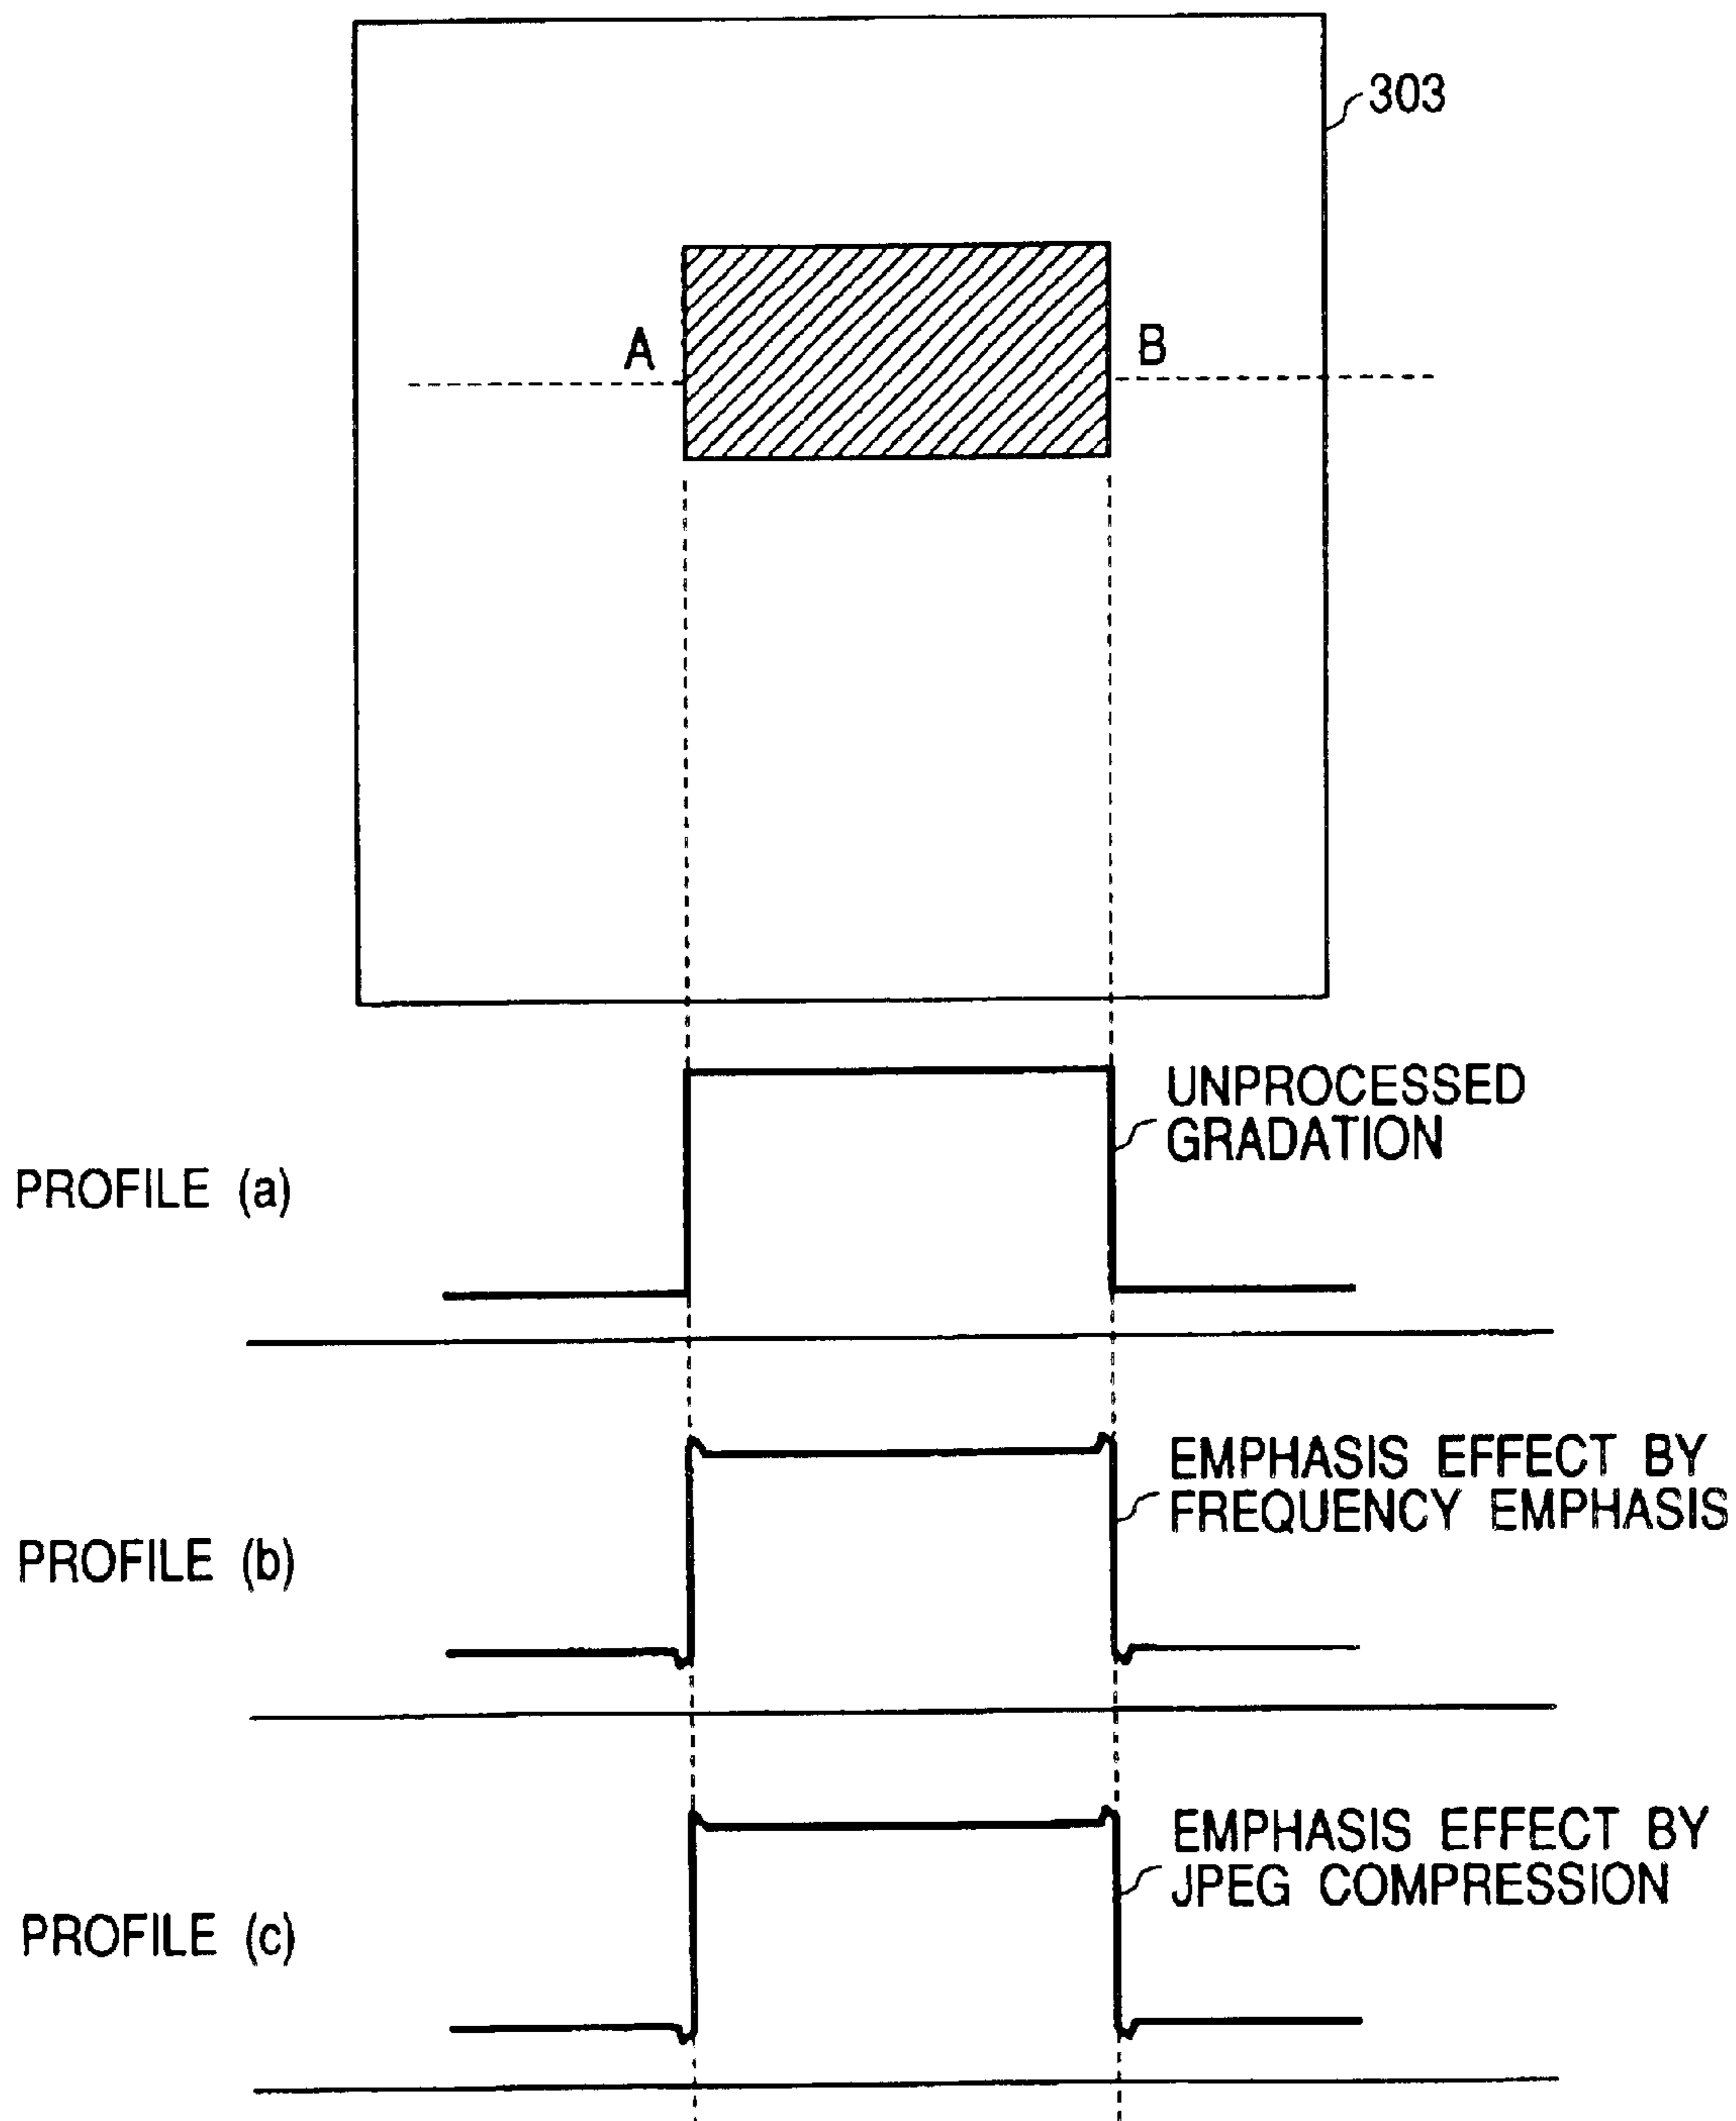 303
A
B
UNPROCESSED
GRADATION
PROFILE (a)
EMPHASIS EFFECT BY
FREQUENCY EMPHASIS
PROFILE (b)
EMPHASIS EFFECT BY
JPEG COMPRESSION
PROFILE (c)